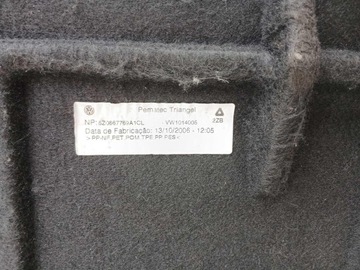 Pematec Triangel
NP: 5Z0867769A1CL VW1014005 JZB
Data de Fabricação: 13/10/2006 - 12:05